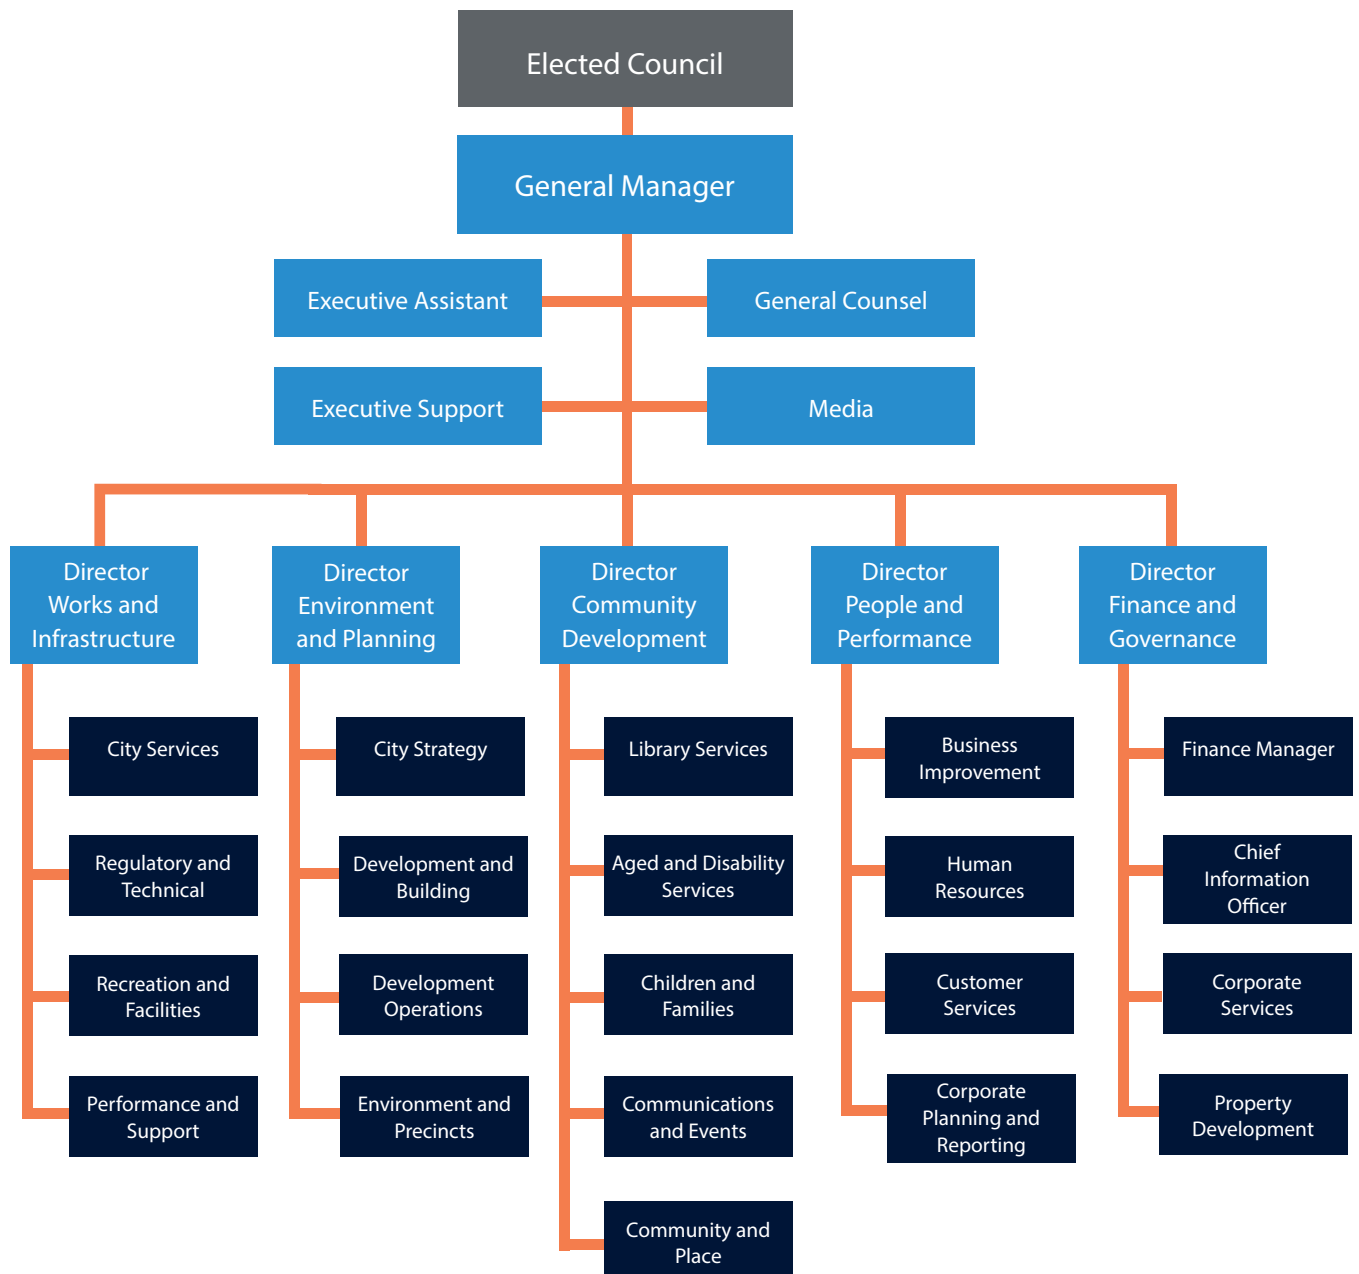 Elected Council
General Manager
Executive Assistant
General Counsel
Executive Support
Media
Director
Works and
Infrastructure
Director
Environment
and Planning
Director
Community
Development
Director
People and
Performance
Director
Finance and
Governance
City Services
Regulatory and
Technical
Recreation and
Facilities
Performance and
Support
City Strategy
Development and
Building
Development
Operations
Environment and
Precincts
Library Services
Aged and Disability
Services
Children and
Families
Communications
and Events
Community and
Place
Business
Improvement
Human
Resources
Customer
Services
Corporate
Planning and
Reporting
Finance Manager
Chief
Information
Officer
Corporate
Services
Property
Development